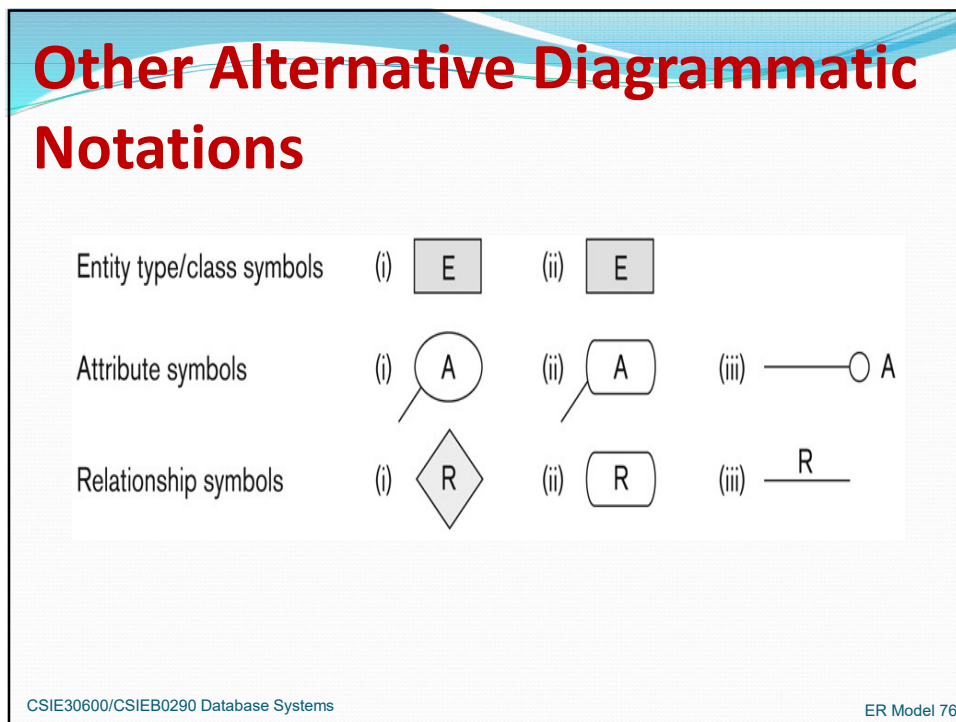 Other Alternative Diagrammatic
Notations
Entity type/class symbols (i) E (ii) E
Attribute symbols (i) A (ii) A (iii) A
Relationship symbols (i) R (ii) R (iii) R
CSIE30600/CSIEB0290 Database Systems
ER Model 76